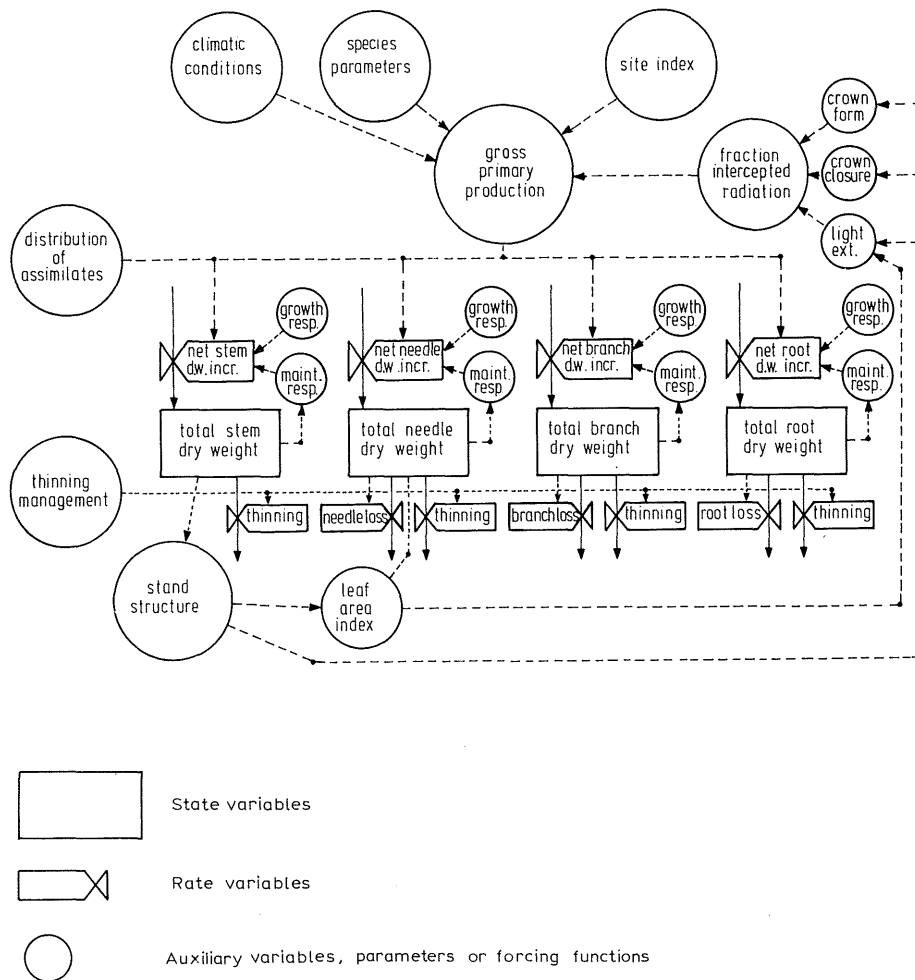 climatic
conditions
species
parameters
site index
crown
form
gross
primary
production
fraction
intercepted
radiation
crown
closure
light
ext.
distribution
of
assimilates
growth
resp.
net stem
d.w. incr.
maint.
resp.
growth
resp.
net needle
d.w. incr.
maint.
resp.
growth
resp.
net branch
d.w. incr.
maint.
resp.
growth
resp.
net root
d.w. incr.
maint.
resp.
total stem
dry weight
total needle
dry weight
total branch
dry weight
total root
dry weight
thinning
management
thinning
needleloss
thinning
branchloss
thinning
root loss
thinning
stand
structure
leaf
area
index
State variables
Rate variables
Auxiliary variables, parameters or forcing functions